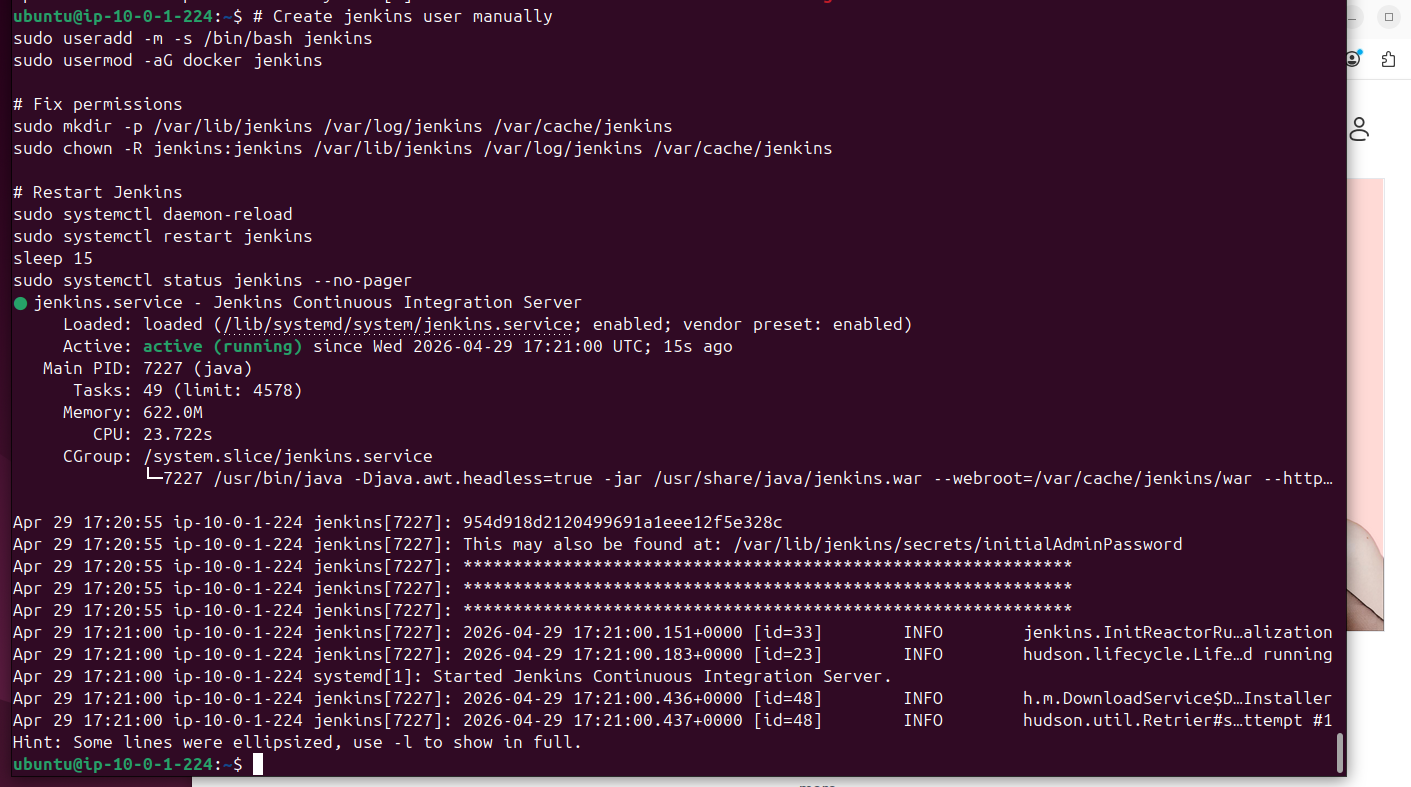 ubuntu@ip-10-0-1-224:~$ # Create jenkins user manually
sudo useradd -m -s /bin/bash jenkins
sudo usermod -aG docker jenkins
# Fix permissions
sudo mkdir -p /var/lib/jenkins /var/log/jenkins /var/cache/jenkins
sudo chown -R jenkins:jenkins /var/lib/jenkins /var/log/jenkins /var/cache/jenkins
# Restart Jenkins
sudo systemctl daemon-reload
sudo systemctl restart jenkins
sleep 15
sudo systemctl status jenkins --no-pager
● jenkins.service - Jenkins Continuous Integration Server
Loaded: loaded (/lib/systemd/system/jenkins.service; enabled; vendor preset: enabled)
Active: active (running) since Wed 2026-04-29 17:21:00 UTC; 15s ago
Main PID: 7227 (java)
Tasks: 49 (limit: 4578)
Memory: 622.0M
CPU: 23.722s
CGroup: /system.slice/jenkins.service
└─7227 /usr/bin/java -Djava.awt.headless=true -jar /usr/share/java/jenkins.war --webroot=/var/cache/jenkins/war --http…
Apr 29 17:20:55 ip-10-0-1-224 jenkins[7227]: 954d918d2120499691a1eee12f5e328c
Apr 29 17:20:55 ip-10-0-1-224 jenkins[7227]: This may also be found at: /var/lib/jenkins/secrets/initialAdminPassword
Apr 29 17:20:55 ip-10-0-1-224 jenkins[7227]: *************************************************************
Apr 29 17:20:55 ip-10-0-1-224 jenkins[7227]: *************************************************************
Apr 29 17:20:55 ip-10-0-1-224 jenkins[7227]: *************************************************************
Apr 29 17:21:00 ip-10-0-1-224 jenkins[7227]: 2026-04-29 17:21:00.151+0000 [id=33] INFO jenkins.InitReactorRu…alization
Apr 29 17:21:00 ip-10-0-1-224 jenkins[7227]: 2026-04-29 17:21:00.183+0000 [id=23] INFO hudson.lifecycle.Life…d running
Apr 29 17:21:00 ip-10-0-1-224 systemd[1]: Started Jenkins Continuous Integration Server.
Apr 29 17:21:00 ip-10-0-1-224 jenkins[7227]: 2026-04-29 17:21:00.436+0000 [id=48] INFO h.m.DownloadService$D…Installer
Apr 29 17:21:00 ip-10-0-1-224 jenkins[7227]: 2026-04-29 17:21:00.437+0000 [id=48] INFO hudson.util.Retrier#s…ttempt #1
Hint: Some lines were ellipsized, use -l to show in full.
ubuntu@ip-10-0-1-224:~$